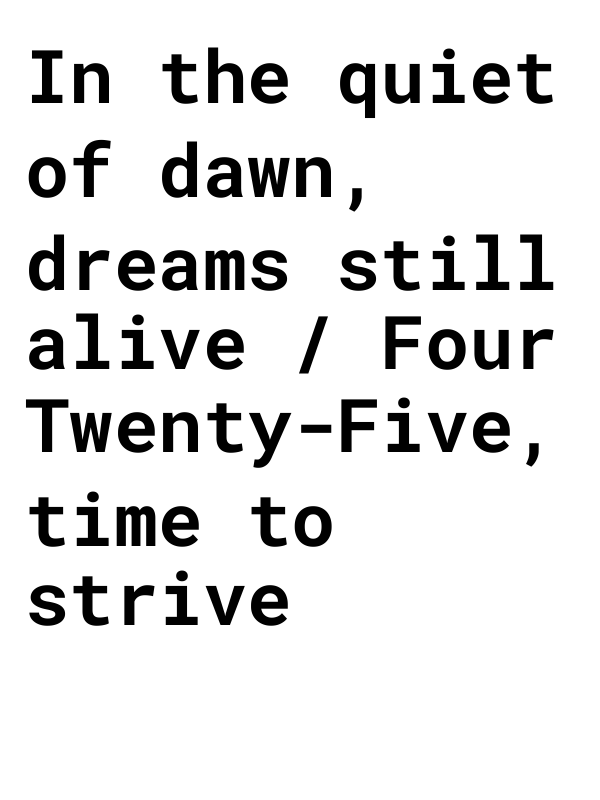 In the quiet
of dawn,
dreams still
alive / Four
Twenty-Five,
time to
strive